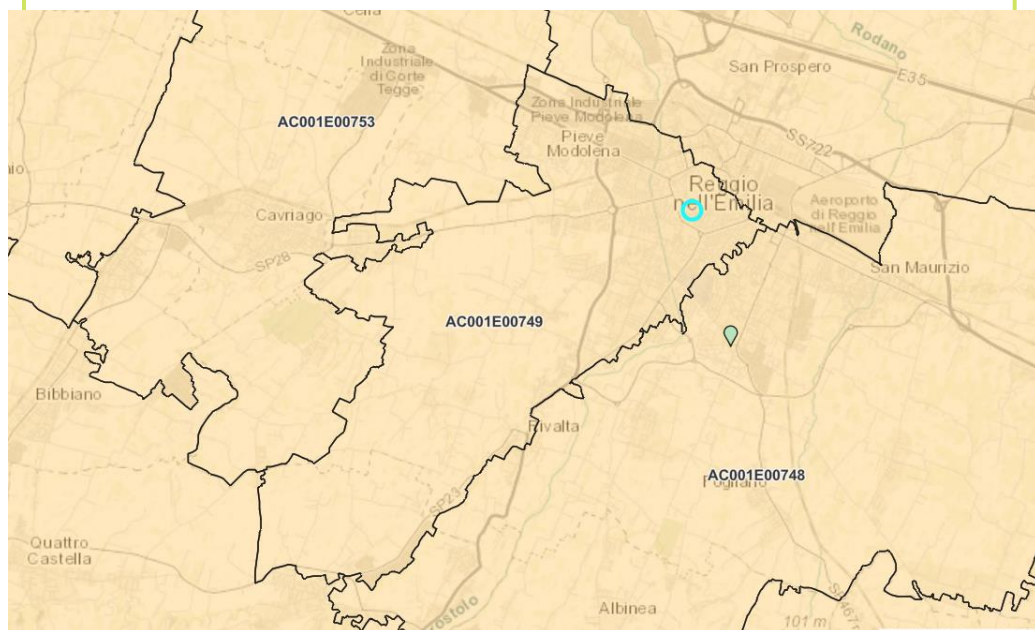 Cella
Rodano
Zona
Industriale
di Corte
Tegge
San Prospero
E35
AC001E00753
Zona Industriale
Pieve Modolena
Pieve
Modolena
SS722
Reggio
nell'Emilia
Cavriago
Aeroporto
di Reggio
nell'Emilia
SP28
San Maurizio
AC001E00749
Bibbiano
Rivalta
AC001E00748
Fogliano
SP23
Quattro
Castella
Albinea
101 m